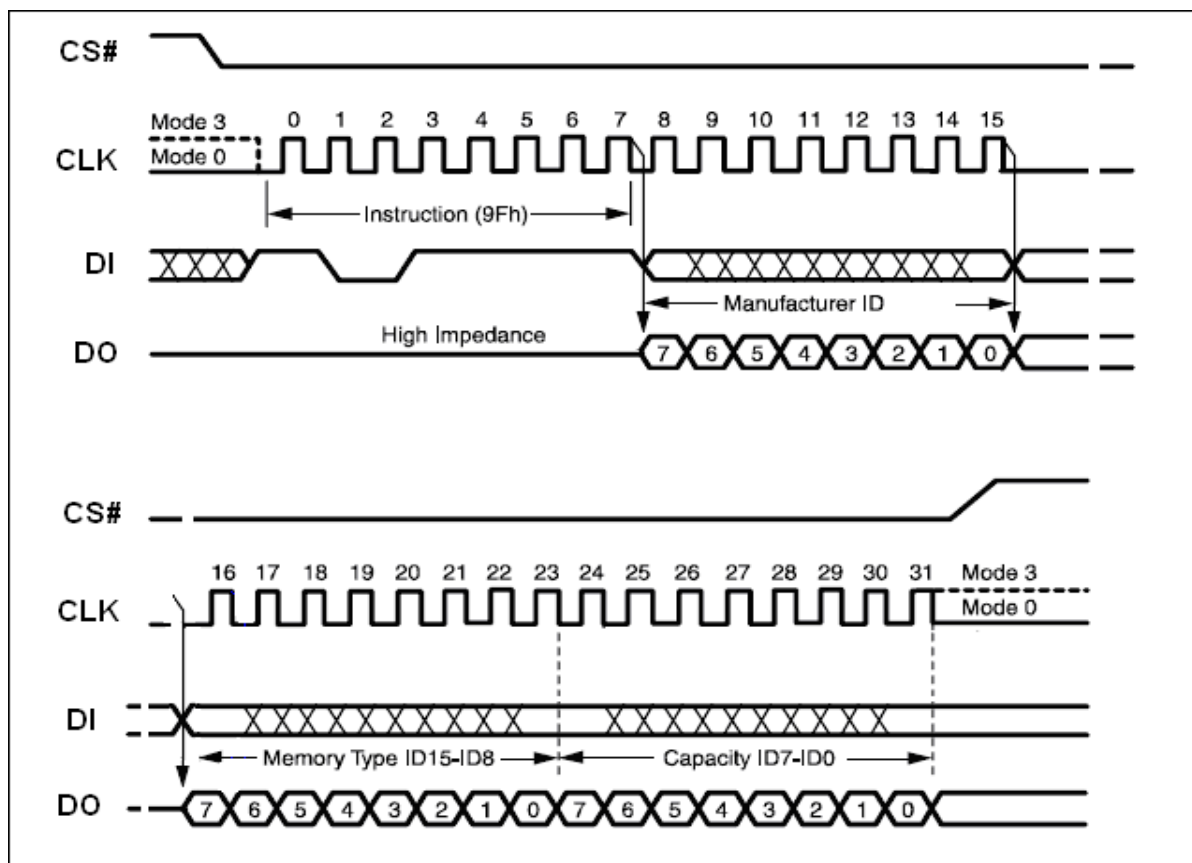 CS#
Mode 3
0 1 2 3 4 5 6 7 8 9 10 11 12 13 14 15
CLK
Mode 0
Instruction (9Fh)
DI
Manufacturer ID
High Impedance
DO
7 6 5 4 3 2 1 0
CS#
16 17 18 19 20 21 22 23 24 25 26 27 28 29 30 31
Mode 3
CLK
Mode 0
DI
Memory Type ID15-ID8
Capacity ID7-ID0
DO
7 6 5 4 3 2 1 0 7 6 5 4 3 2 1 0